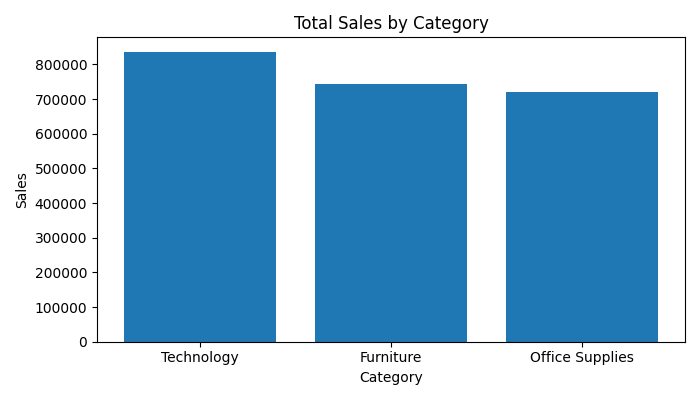 Total Sales by Category
Sales
800000
700000
600000
500000
400000
300000
200000
100000
0
Technology Furniture Office Supplies
Category